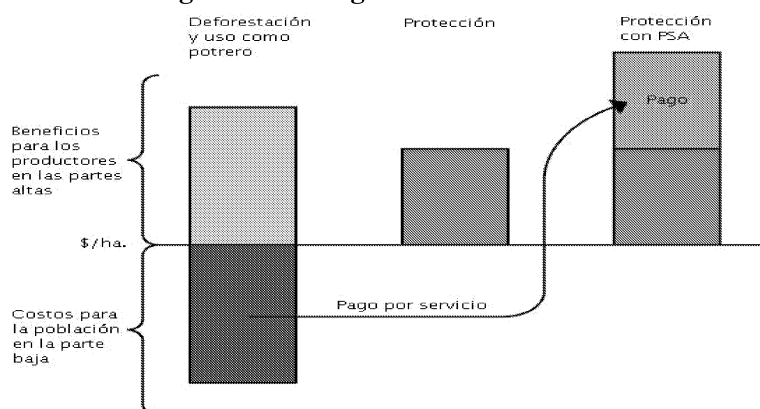 Deforestación
y uso como
potrero
Protección
Protección
con PSA
Pago
Beneficios
para los
productores
en las partes
altas
$/ha.
Pago por servicio
Costos para
la población
en la parte
baja